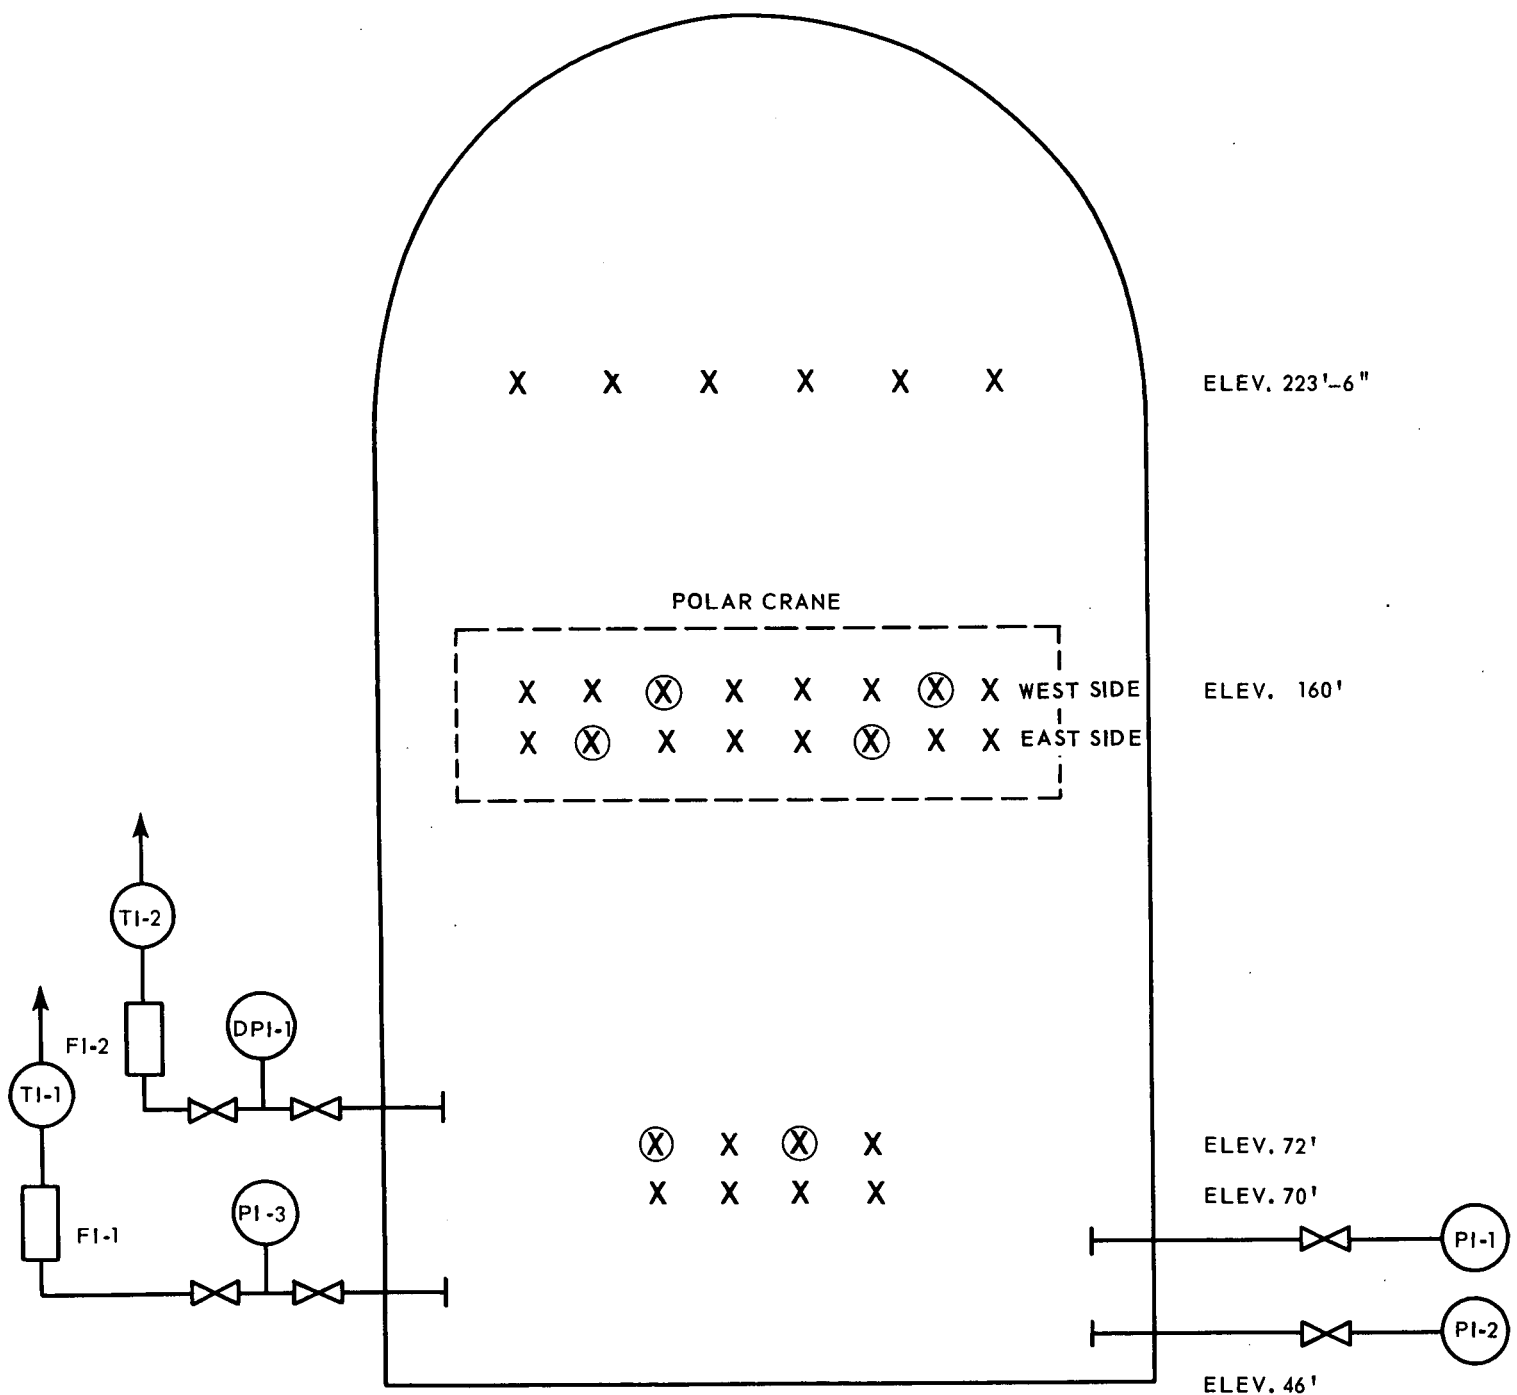 X X X X X X ELEV. 223'-6"
POLAR CRANE
X X X X X X X X WEST SIDE ELEV. 160'
X X X X X X X X EAST SIDE
TI-2
DPI-1
FI-2
TI-1
X X X X ELEV. 72'
X X X X ELEV. 70'
PI-3
FI-1
PI-1
PI-2
ELEV. 46'